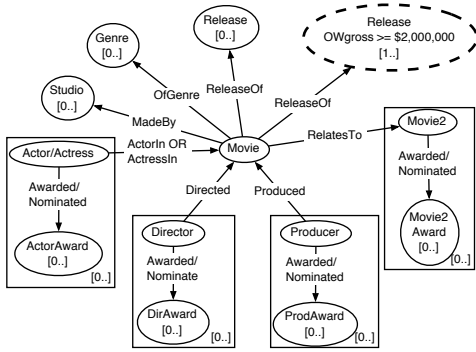 Release
OWgross >= $2,000,000
[1..]
Release
[0..]
Genre
[0..]
Studio
[0..]
OfGenre
ReleaseOf
ReleaseOf
MadeBy
RelatesTo
Movie2
Actor/Actress
ActorIn OR
ActressIn
Movie
Awarded/
Nominated
Awarded/
Nominated
Directed
Produced
ActorAward
[0..]
[0..]
Director
Producer
Movie2
Award
[0..]
[0..]
Awarded/
Nominate
Awarded/
Nominated
DirAward
[0..]
[0..]
ProdAward
[0..]
[0..]